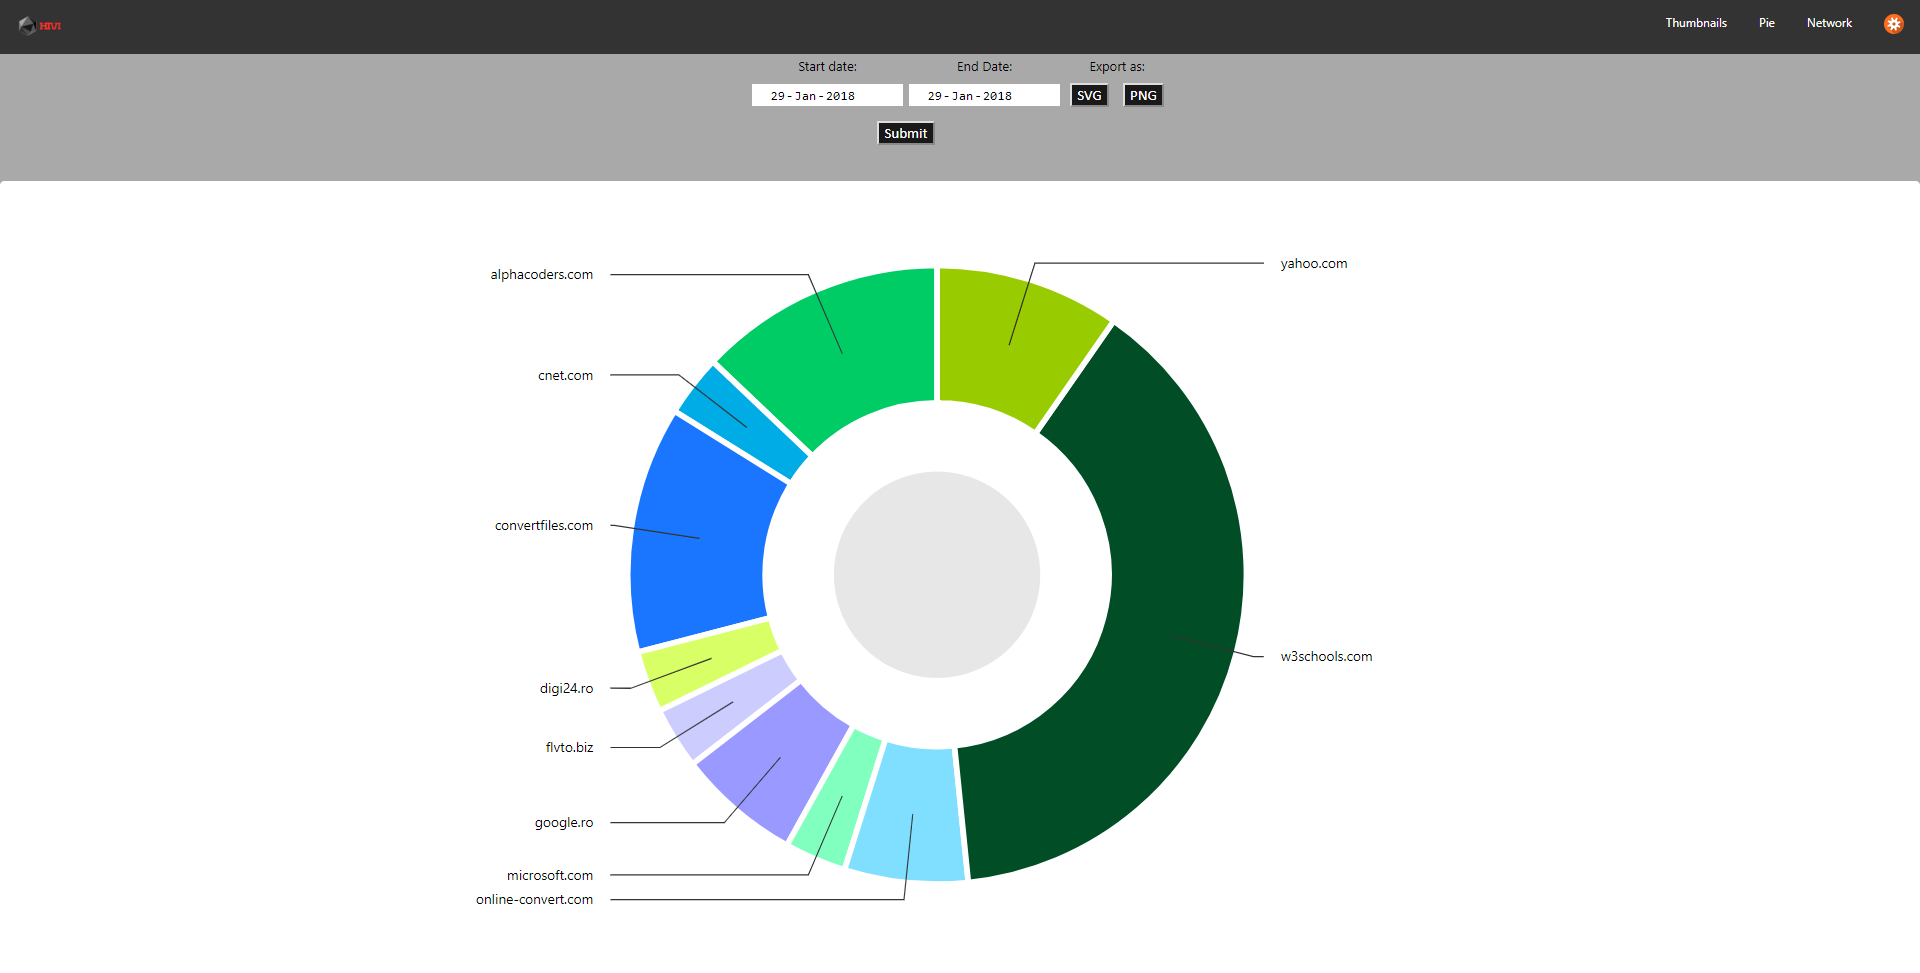 HIVI
Thumbnails Pie Network
Start date: End Date: Export as:
29-Jan-2018 29-Jan-2018 SVG PNG
Submit
yahoo.com
alphacoders.com
cnet.com
convertfiles.com
w3schools.com
digi24.ro
flvto.biz
google.ro
microsoft.com
online-convert.com